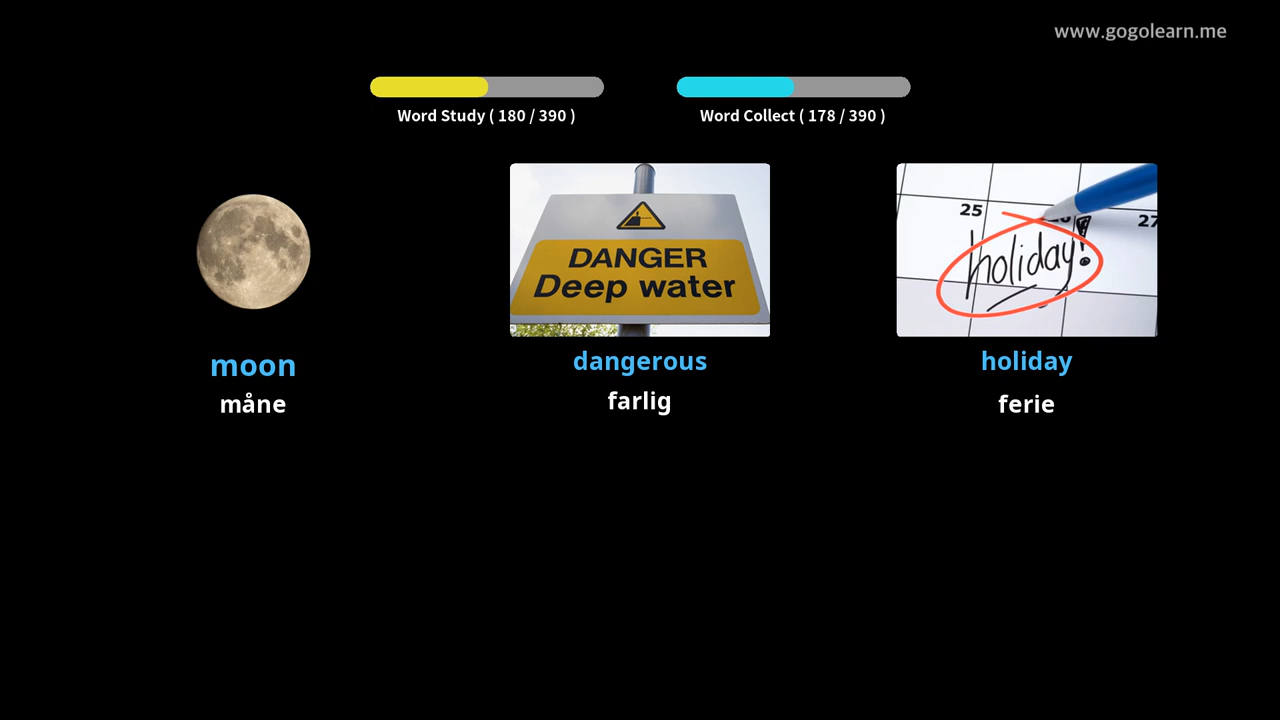 www.gogolearn.me
Word Study ( 180 / 390 )
Word Collect ( 178 / 390 )
DANGER
Deep water
25
27
holiday!
moon
dangerous
holiday
måne
farlig
ferie